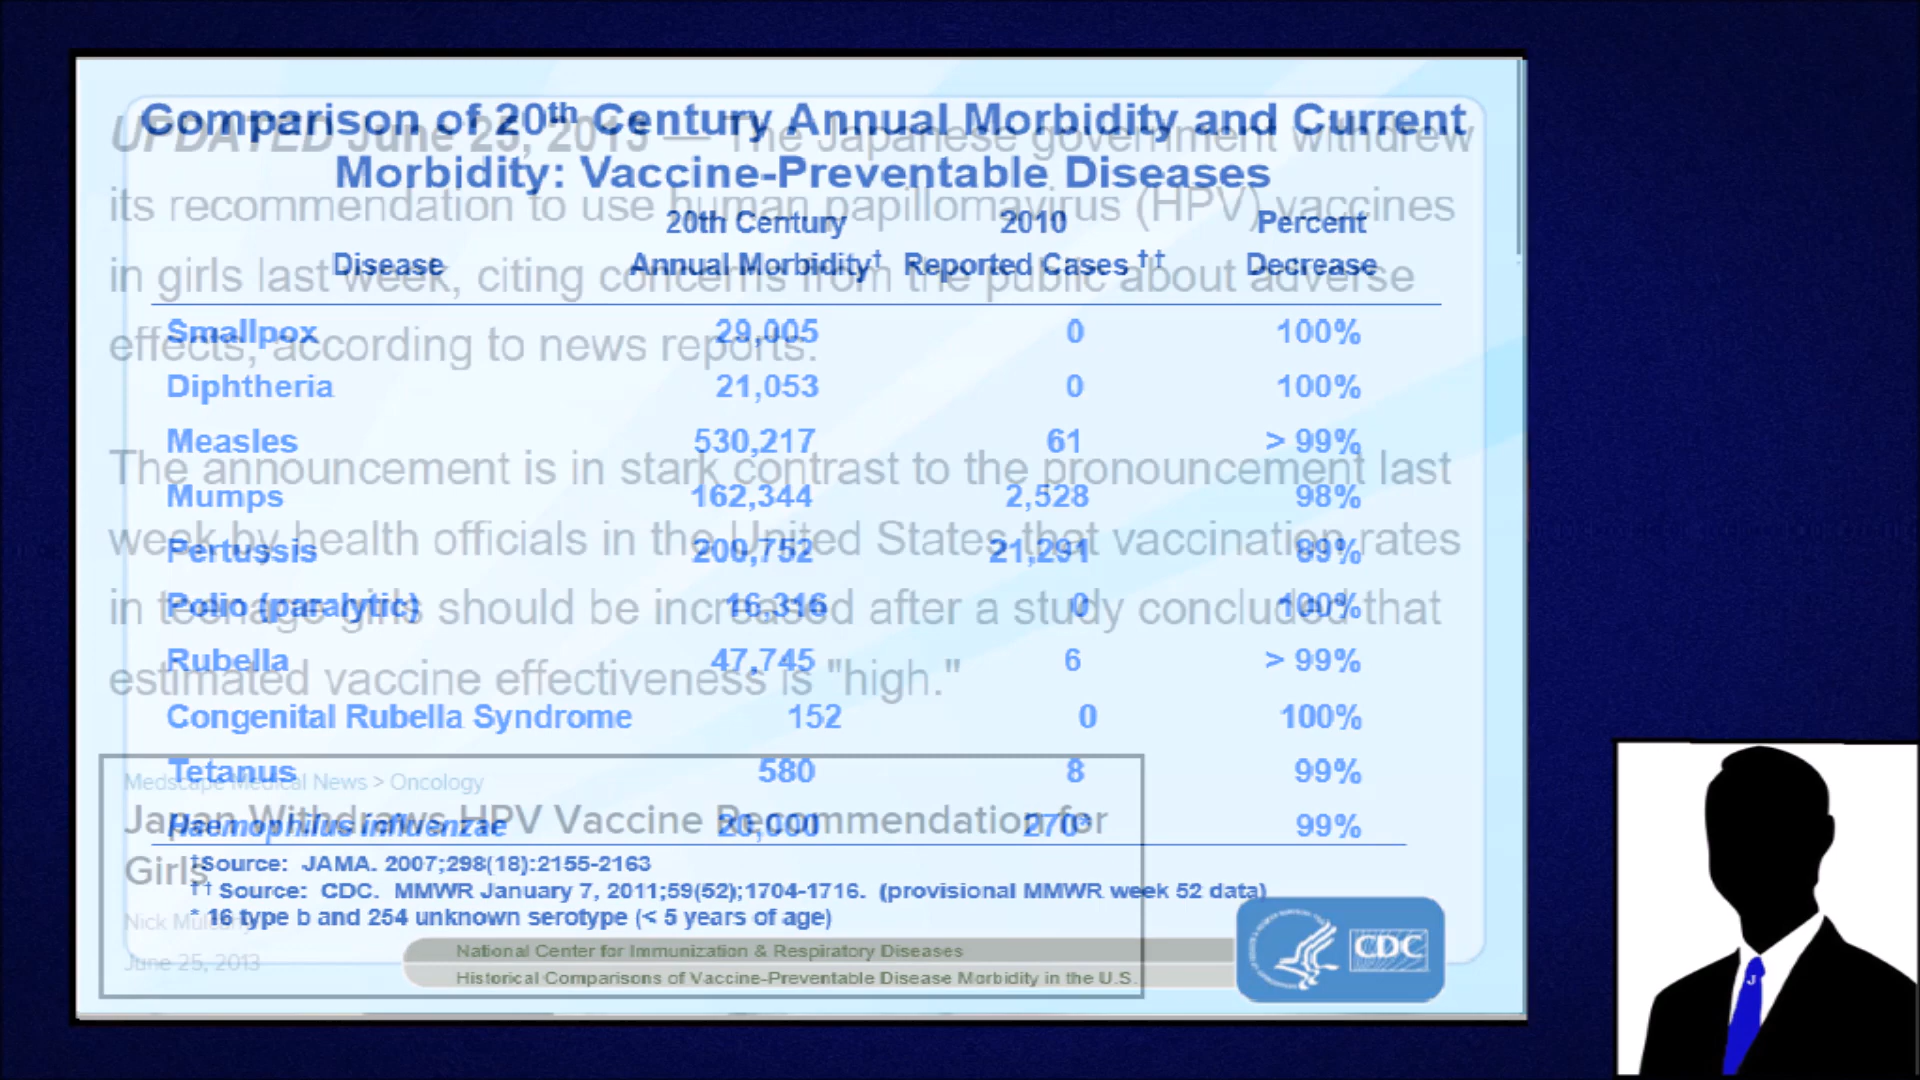 Comparison of 20th Century Annual Morbidity and Current
Morbidity: Vaccine-Preventable Diseases
Disease 20th Century Annual Morbidity† 2010 Reported Cases †† Percent Decrease
Smallpox 29,005 0 100%
Diphtheria 21,053 0 100%
Measles 530,217 61 > 99%
Mumps 162,344 2,528 98%
Pertussis 200,752 21,291 89%
Polio (paralytic) 16,316 0 100%
Rubella 47,745 6 > 99%
Congenital Rubella Syndrome 152 0 100%
Tetanus 580 8 99%
Haemophilus influenzae 20,000 270* 99%
†Source: JAMA. 2007;298(18):2155-2163
†† Source: CDC. MMWR January 7, 2011;59(52);1704-1716. (provisional MMWR week 52 data)
* 16 type b and 254 unknown serotype (< 5 years of age)
National Center for Immunization & Respiratory Diseases
Historical Comparisons of Vaccine-Preventable Disease Morbidity in the U.S.
CDC
UPDATED June 25, 2013 — The Japanese government withdrew
its recommendation to use human papillomavirus (HPV) vaccines
in girls last week, citing concerns from the public about adverse
effects, according to news reports.
The announcement is in stark contrast to the pronouncement last
week by health officials in the United States that vaccination rates
in teenage girls should be increased after a study concluded that
estimated vaccine effectiveness is "high."
Medscape Medical News > Oncology
Japan Withdraws HPV Vaccine Recommendation for
Girls
Nick
June 25, 2013
J